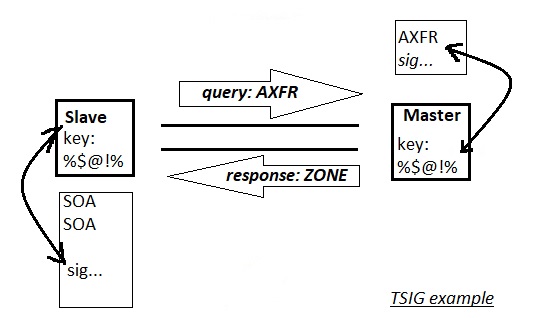 AXFR
sig...
query: AXFR
Slave
key:
%$@!%
Master
key:
%$@!%
response: ZONE
SOA
SOA
sig...
TSIG example